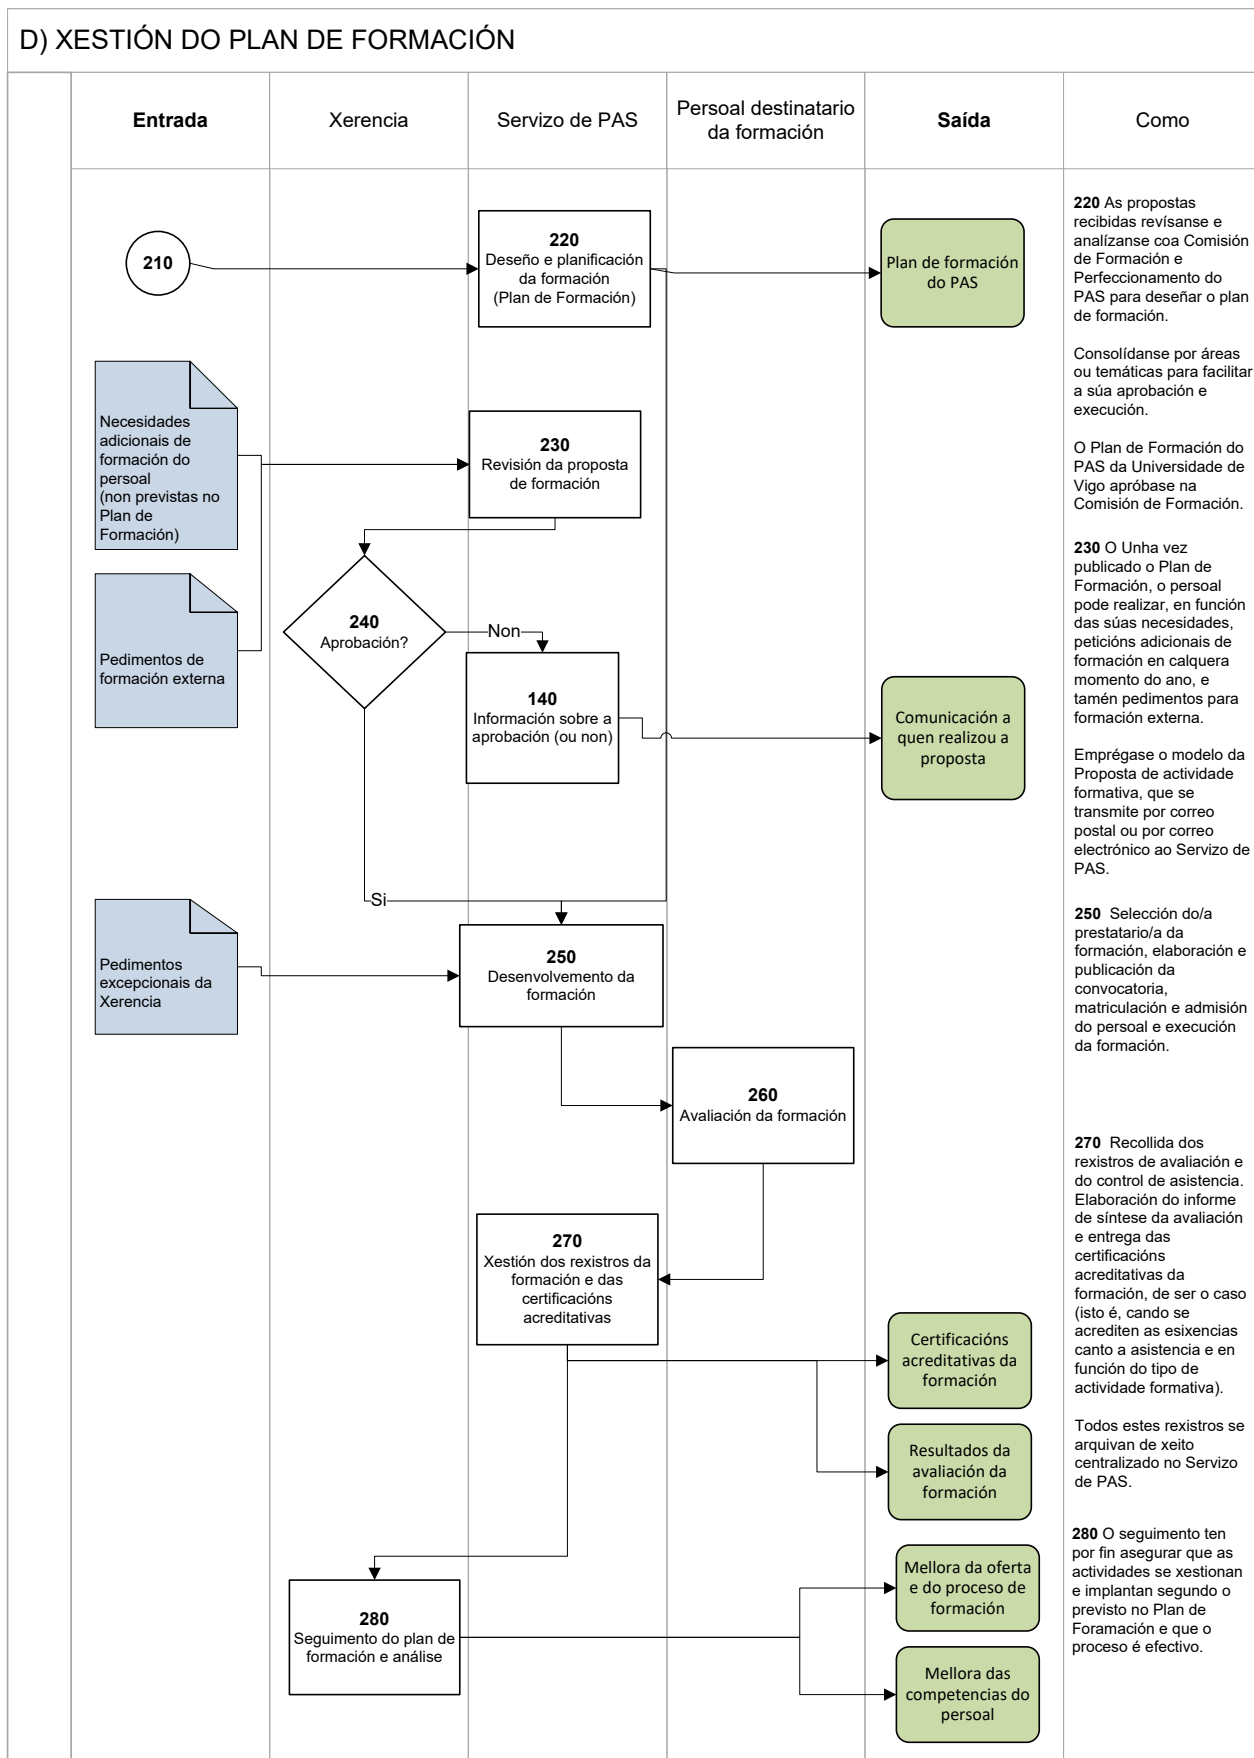 D) XESTIÓN DO PLAN DE FORMACIÓN
Entrada
Xerencia
Servizo de PAS
Persoal destinatario
da formación
Saída
Como
210
220
Deseño e planificación
da formación
(Plan de Formación)
Plan de formación
do PAS
Necesidades
adicionais de
formación do
persoal
(non previstas no
Plan de
Formación)
230
Revisión da proposta
de formación
Pedimentos de
formación externa
240
Aprobación?
Non
140
Información sobre a
aprobación (ou non)
Comunicación a
quen realizou a
proposta
Si
Pedimentos
excepcionais da
Xerencia
250
Desenvolvemento da
formación
260
Avaliación da formación
270
Xestión dos rexistros da
formación e das
certificacións
acreditativas
Certificacións
acreditativas da
formación
Resultados da
avaliación da
formación
280
Seguimento do plan de
formación e análise
Mellora da oferta
e do proceso de
formación
Mellora das
competencias do
persoal
220 As propostas
recibidas revísanse e
analízanse coa Comisión
de Formación e
Perfeccionamento do
PAS para deseñar o plan
de formación.
Consolídanse por áreas
ou temáticas para facilitar
a súa aprobación e
execución.
O Plan de Formación do
PAS da Universidade de
Vigo apróbase na
Comisión de Formación.
230 O Unha vez
publicado o Plan de
Formación, o persoal
pode realizar, en función
das súas necesidades,
peticións adicionais de
formación en calquera
momento do ano, e
tamén pedimentos para
formación externa.
Emprégase o modelo da
Proposta de actividade
formativa, que se
transmite por correo
postal ou por correo
electrónico ao Servizo de
PAS.
250 Selección do/a
prestatario/a da
formación, elaboración e
publicación da
convocatoria,
matriculación e admisión
do persoal e execución
da formación.
270 Recollida dos
rexistros de avaliación e
do control de asistencia.
Elaboración do informe
de síntese da avaliación
e entrega das
certificacións
acreditativas da
formación, de ser o caso
(isto é, cando se
acrediten as esixencias
canto a asistencia e en
función do tipo de
actividade formativa).
Todos estes rexistros se
arquivan de xeito
centralizado no Servizo
de PAS.
280 O seguimento ten
por fin asegurar que as
actividades se xestionan
e implantan segundo o
previsto no Plan de
Foramación e que o
proceso é efectivo.